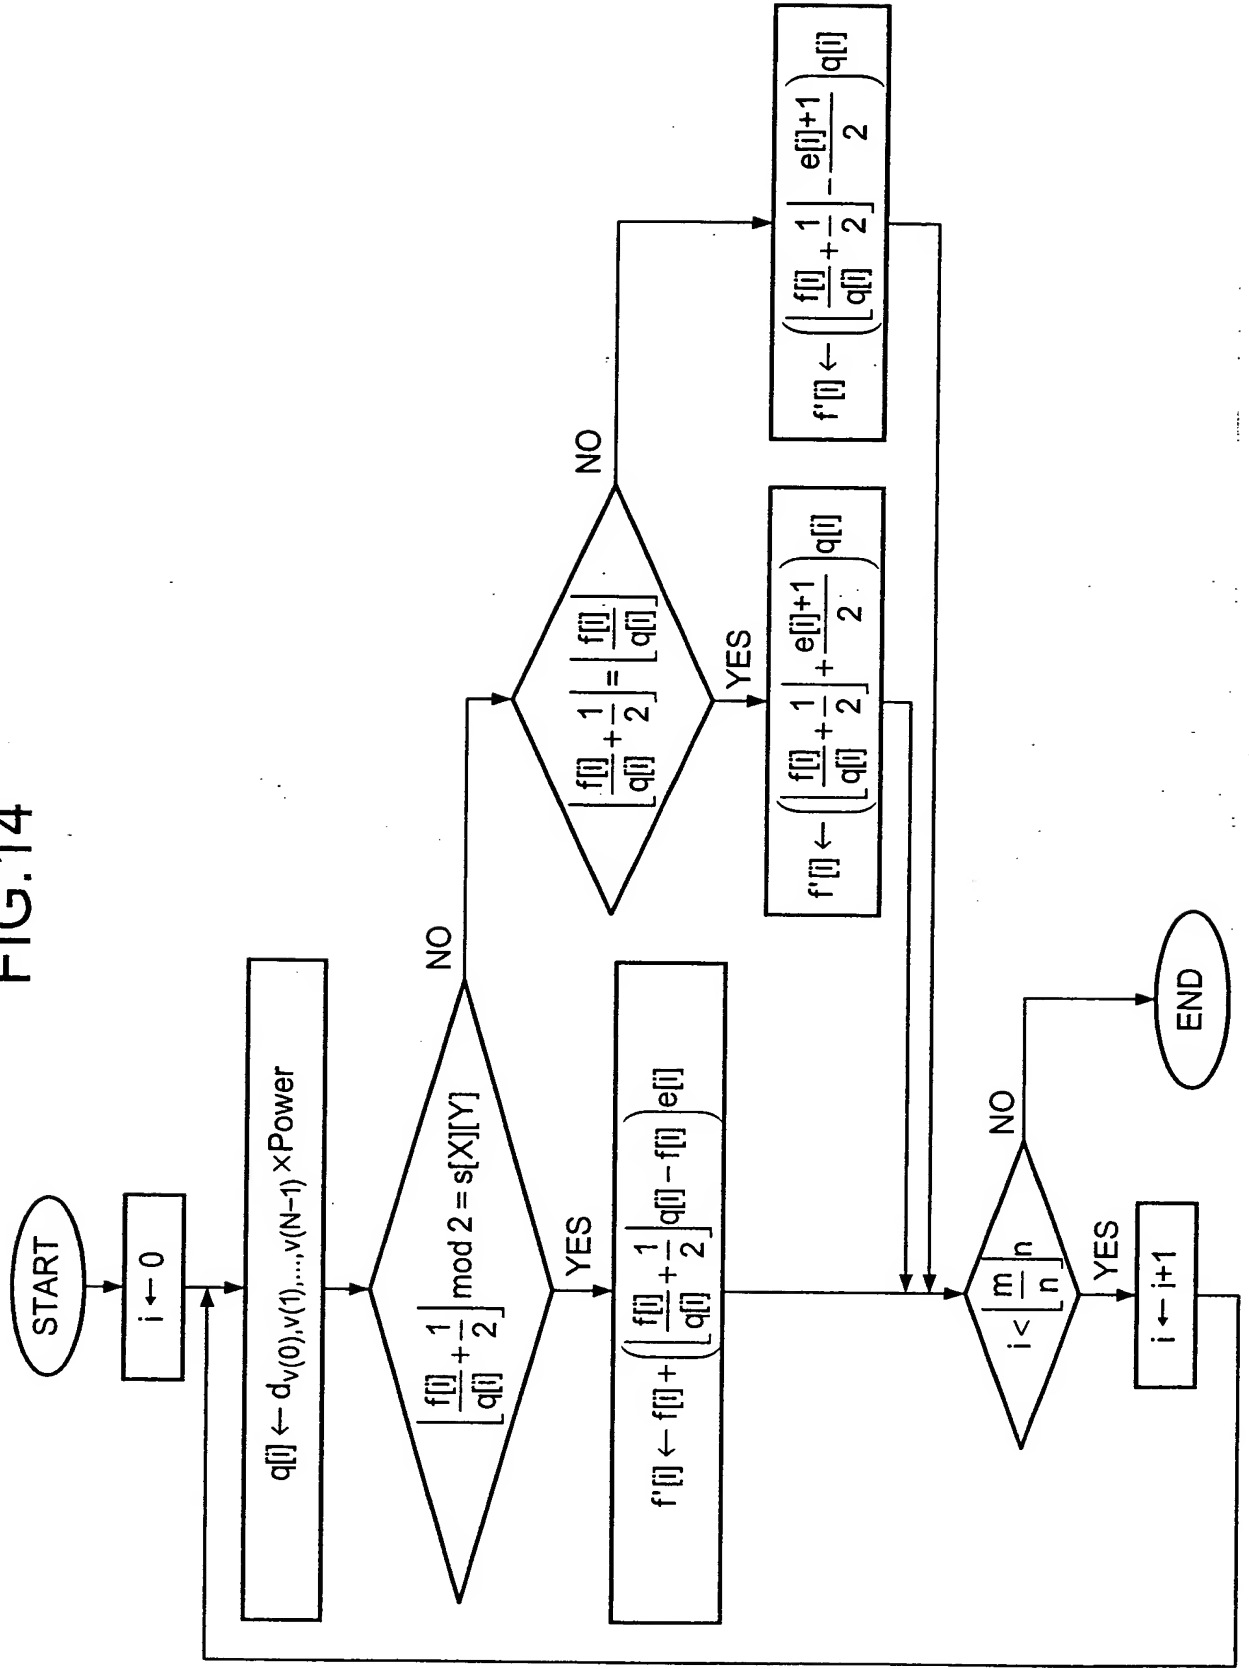 FIG.14
START
i ← 0
q[i] ← d_{v(0),v(1),...,v(N−1)} ×Power
⌊f[i]/q[i] + 1/2⌋ mod 2 = s[X][Y]
NO
YES
f'[i] ← f[i] + (⌊f[i]/q[i] + 1/2⌋ q[i] − f[i]) e[i]
⌊f[i]/q[i] + 1/2⌋ = ⌊f[i]/q[i]⌋
NO
YES
f'[i] ← (⌊f[i]/q[i] + 1/2⌋ + e[i]+1/2) q[i]
f'[i] ← (⌊f[i]/q[i] + 1/2⌋ - e[i]+1/2) q[i]
i < ⌊m/n⌋ n
NO
YES
i ← i+1
END